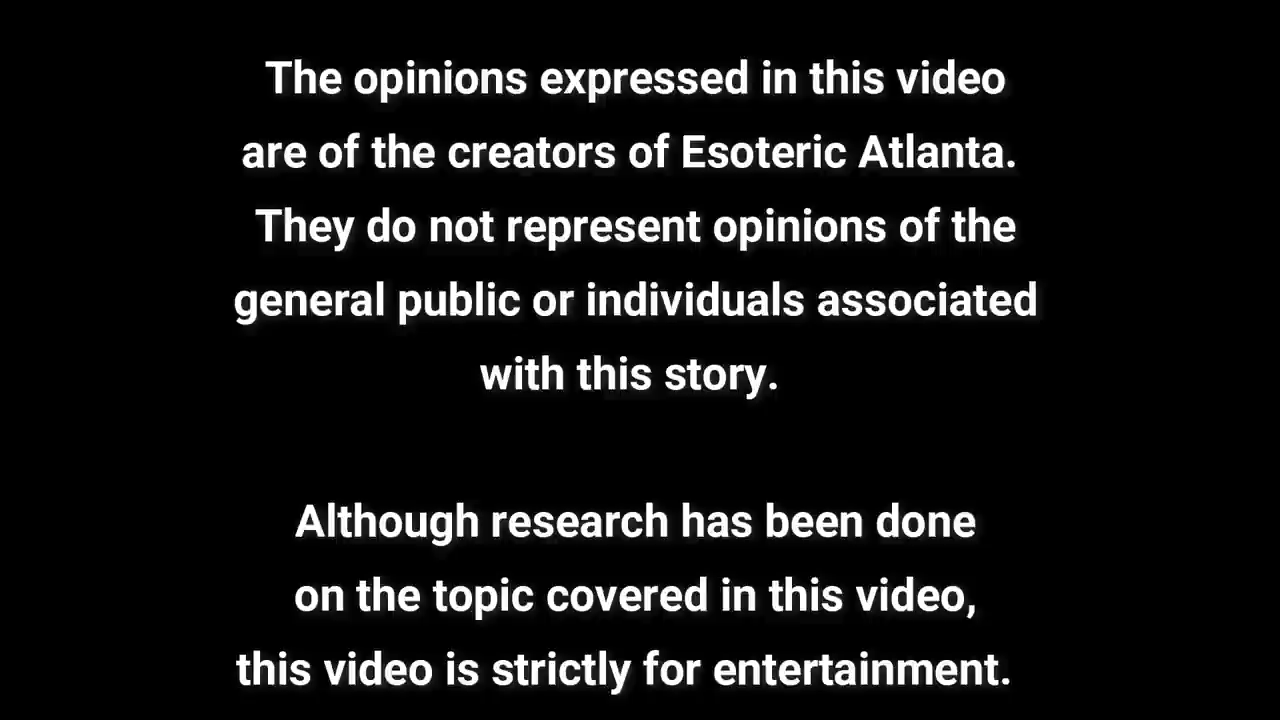 The opinions expressed in this video
are of the creators of Esoteric Atlanta.
They do not represent opinions of the
general public or individuals associated
with this story.
Although research has been done
on the topic covered in this video,
this video is strictly for entertainment.